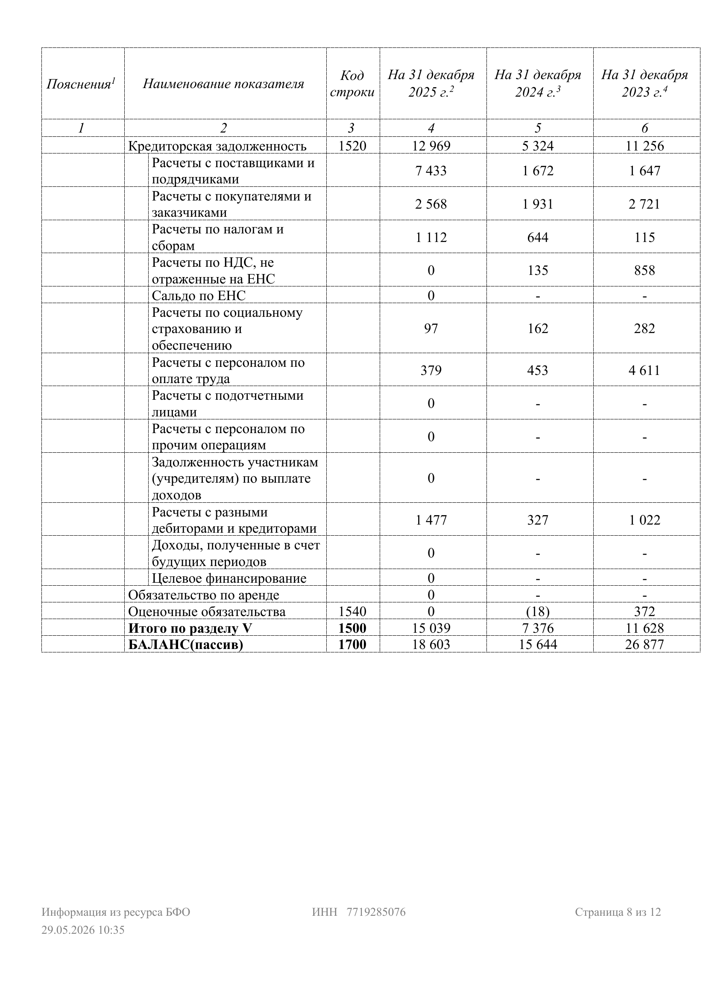 Пояснения1 Наименование показателя Код строки На 31 декабря 2025 г.2 На 31 декабря 2024 г.3 На 31 декабря 2023 г.4
1 2 3 4 5 6
Кредиторская задолженность 1520 12 969 5 324 11 256
Расчеты с поставщиками и
подрядчиками 7 433 1 672 1 647
Расчеты с покупателями и
заказчиками 2 568 1 931 2 721
Расчеты по налогам и
сборам 1 112 644 115
Расчеты по НДС, не
отраженные на ЕНС 0 135 858
Сальдо по ЕНС 0 - -
Расчеты по социальному
страхованию и
обеспечению 97 162 282
Расчеты с персоналом по
оплате труда 379 453 4 611
Расчеты с подотчетными
лицами 0 - -
Расчеты с персоналом по
прочим операциям 0 - -
Задолженность участникам
(учредителям) по выплате
доходов 0 - -
Расчеты с разными
дебиторами и кредиторами 1 477 327 1 022
Доходы, полученные в счет
будущих периодов 0 - -
Целевое финансирование 0 - -
Обязательство по аренде 0 - -
Оценочные обязательства 1540 0 (18) 372
Итого по разделу V 1500 15 039 7 376 11 628
БАЛАНС(пассив) 1700 18 603 15 644 26 877
Информация из ресурса БФО ИНН 7719285076 Страница 8 из 12
29.05.2026 10:35